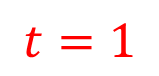 t = 1